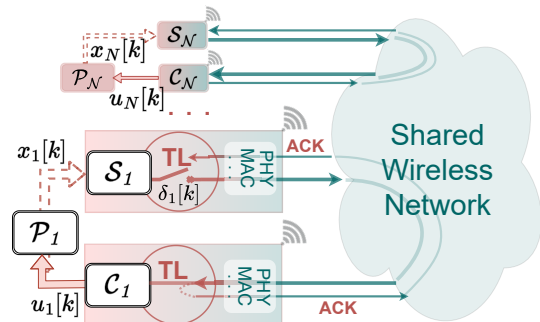 x_N[k]
S_N
P_N
C_N
u_N[k]
. . .
x_1[k]
S_1
TL
δ_1[k]
PHY
MAC
...
ACK
Shared
Wireless
Network
P_1
C_1
u_1[k]
TL
PHY
MAC
...
ACK